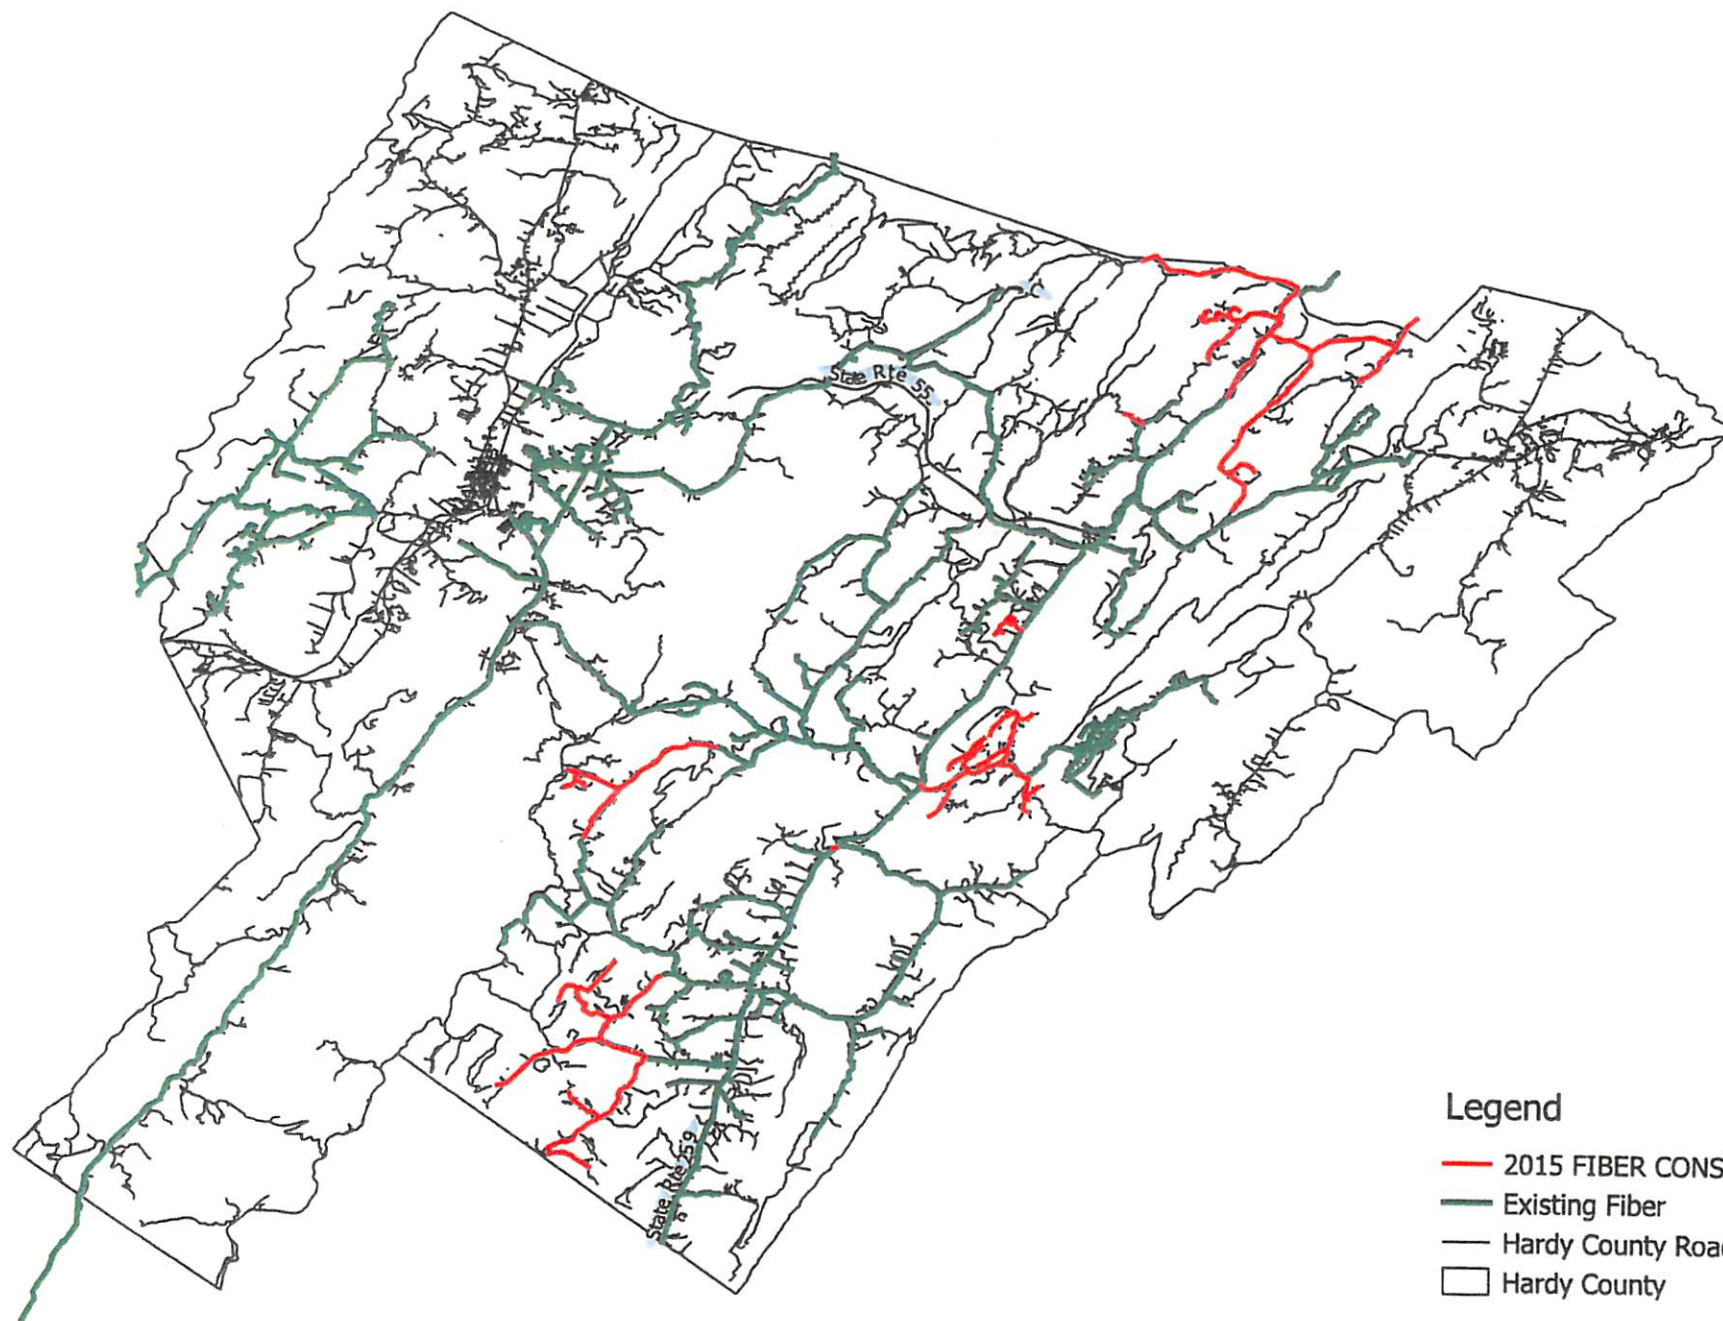 State Rte 55
State Rte 259
Legend
2015 FIBER CONS
Existing Fiber
Hardy County Roa
Hardy County